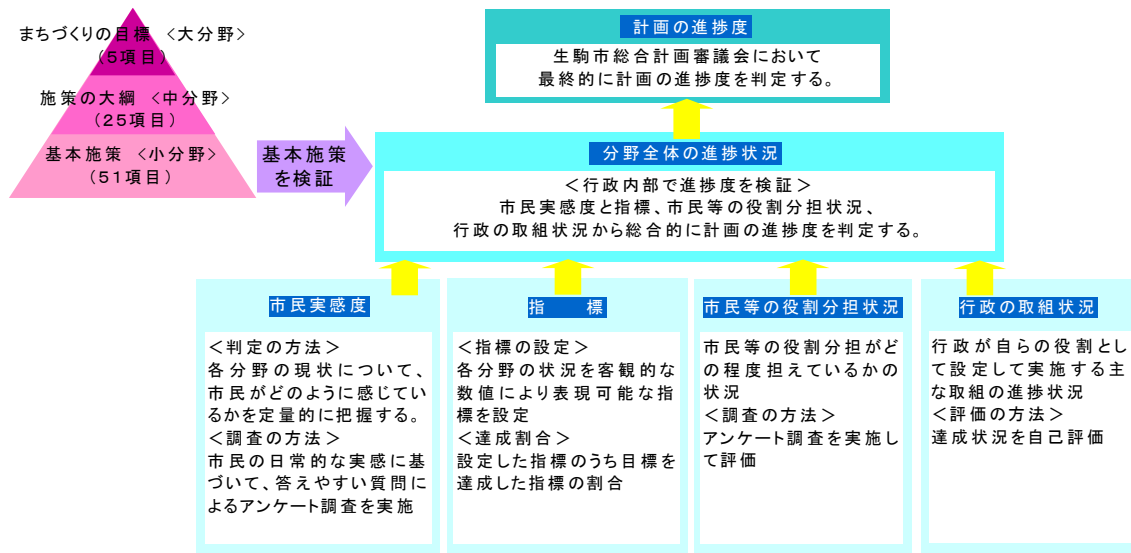 まちづくりの目標 <大分野>
(5項目)
施策の大綱 <中分野>
(25項目)
基本施策 <小分野>
(51項目)
基本施策
を検証
計画の進捗度
生駒市総合計画審議会において
最終的に計画の進捗度を判定する。
分野全体の進捗状況
<行政内部で進捗度を検証>
市民実感度と指標、市民等の役割分担状況、
行政の取組状況から総合的に計画の進捗度を判定する。
市民実感度
<判定の方法>
各分野の現状について、
市民がどのように感じてい
るかを定量的に把握する。
<調査の方法>
市民の日常的な実感に基
づいて、答えやすい質問に
よるアンケート調査を実施
指 標
<指標の設定>
各分野の状況を客観的な
数値により表現可能な指
標を設定
<達成割合>
設定した指標のうち目標を
達成した指標の割合
市民等の役割分担状況
市民等の役割分担がど
の程度担えているかの
状況
<調査の方法>
アンケート調査を実施し
て評価
行政の取組状況
行政が自らの役割とし
て設定して実施する主
な取組の進捗状況
<評価の方法>
達成状況を自己評価